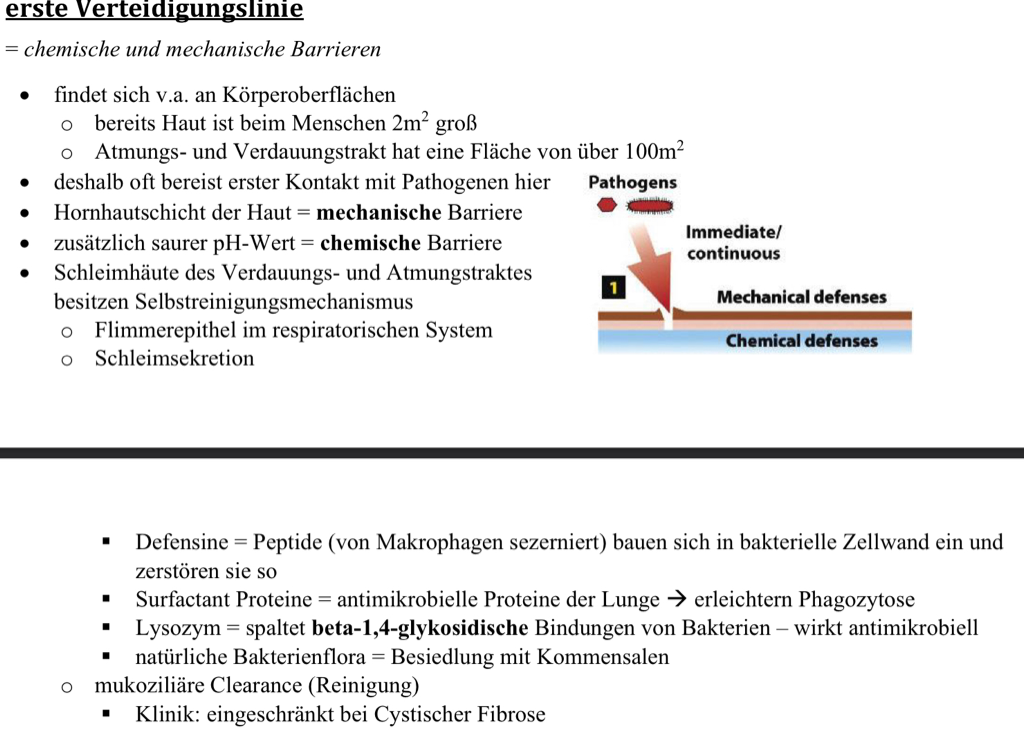 erste Verteidigungslinie
= chemische und mechanische Barrieren
• findet sich v.a. an Körperoberflächen
o bereits Haut ist beim Menschen 2m² groß
o Atmungs- und Verdauungstrakt hat eine Fläche von über 100m²
• deshalb oft bereist erster Kontakt mit Pathogenen hier
• Hornhautschicht der Haut = mechanische Barriere
• zusätzlich saurer pH-Wert = chemische Barriere
• Schleimhäute des Verdauungs- und Atmungstraktes
besitzen Selbstreinigungsmechanismus
o Flimmerepithel im respiratorischen System
o Schleimsekretion
Pathogens
Immediate/
continuous
1
Mechanical defenses
Chemical defenses
▪ Defensine = Peptide (von Makrophagen sezerniert) bauen sich in bakterielle Zellwand ein und
zerstören sie so
▪ Surfactant Proteine = antimikrobielle Proteine der Lunge → erleichtern Phagozytose
▪ Lysozym = spaltet beta-1,4-glykosidische Bindungen von Bakterien – wirkt antimikrobiell
▪ natürliche Bakterienflora = Besiedlung mit Kommensalen
o mukoziliäre Clearance (Reinigung)
▪ Klinik: eingeschränkt bei Cystischer Fibrose